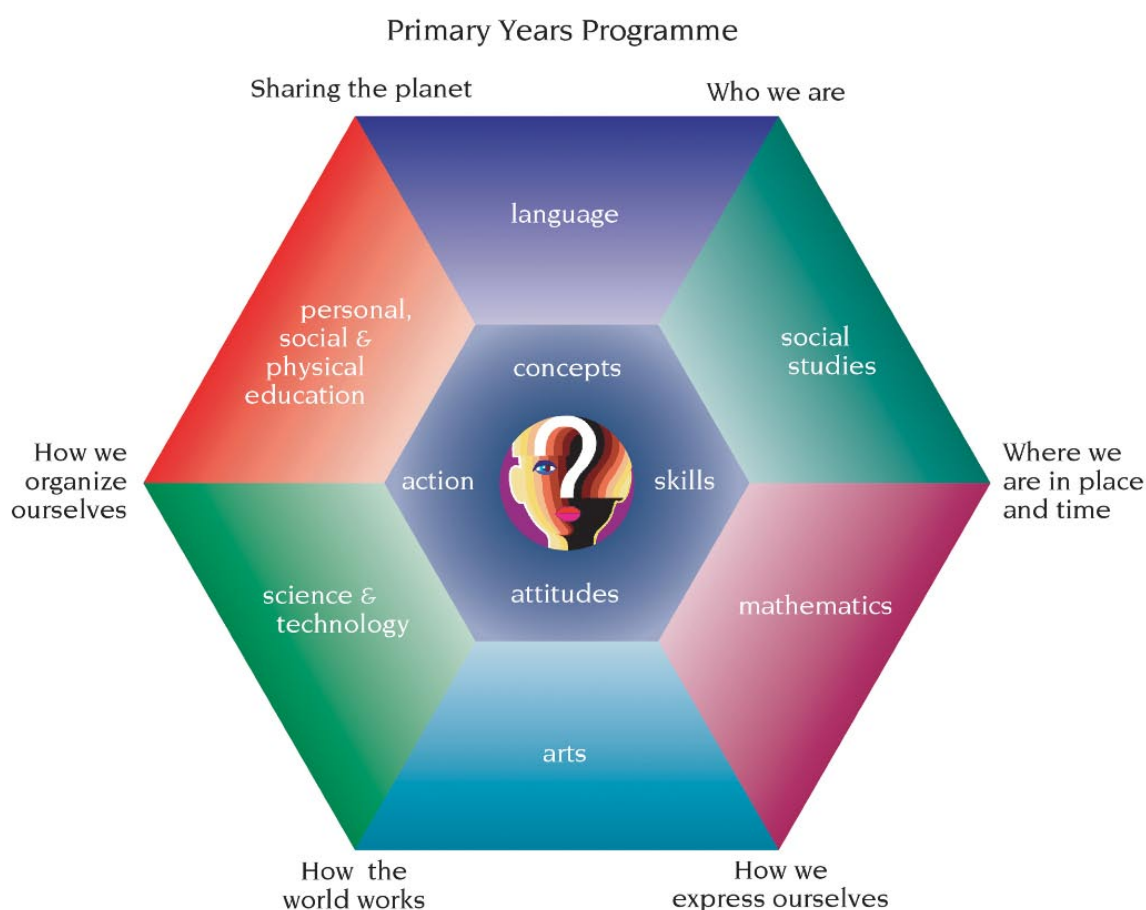 Primary Years Programme
Sharing the planet
Who we are
language
personal,
social &
physical
education
social
studies
concepts
How we
organize
ourselves
action
skills
Where we
are in place
and time
attitudes
science &
technology
mathematics
arts
How the
world works
How we
express ourselves